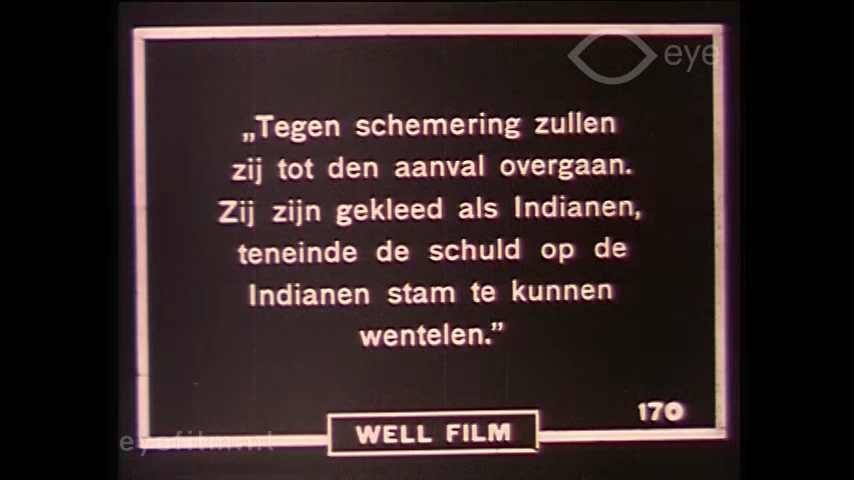 eye
„Tegen schemering zullen
zij tot den aanval overgaan.
Zij zijn gekleed als Indianen,
teneinde de schuld op de
Indianen stam te kunnen
wentelen.”
170
WELL FILM
eyefilm.nl